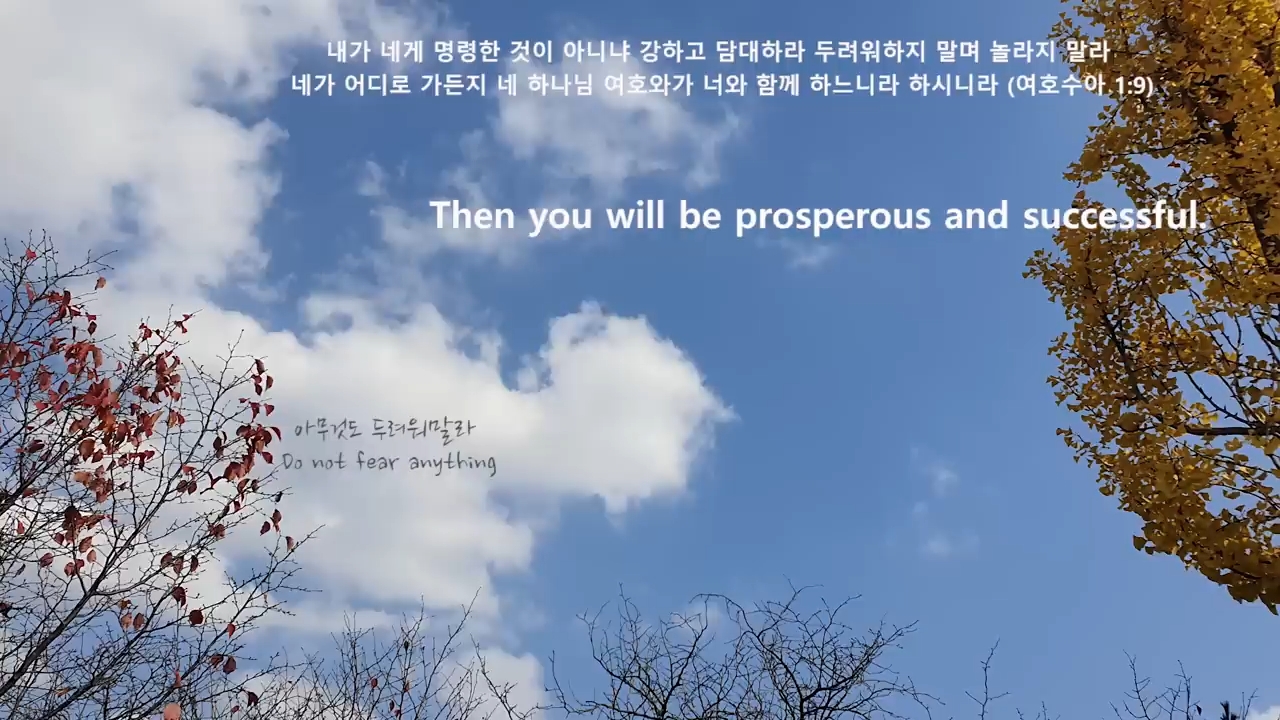 내가 네게 명령한 것이 아니냐 강하고 담대하라 두려워하지 말며 놀라지 말라
네가 어디로 가든지 네 하나님 여호와가 너와 함께 하느니라 하시니라 (여호수아 1:9)
Then you will be prosperous and successful.
아무것도 두려워말라
Do not fear anything